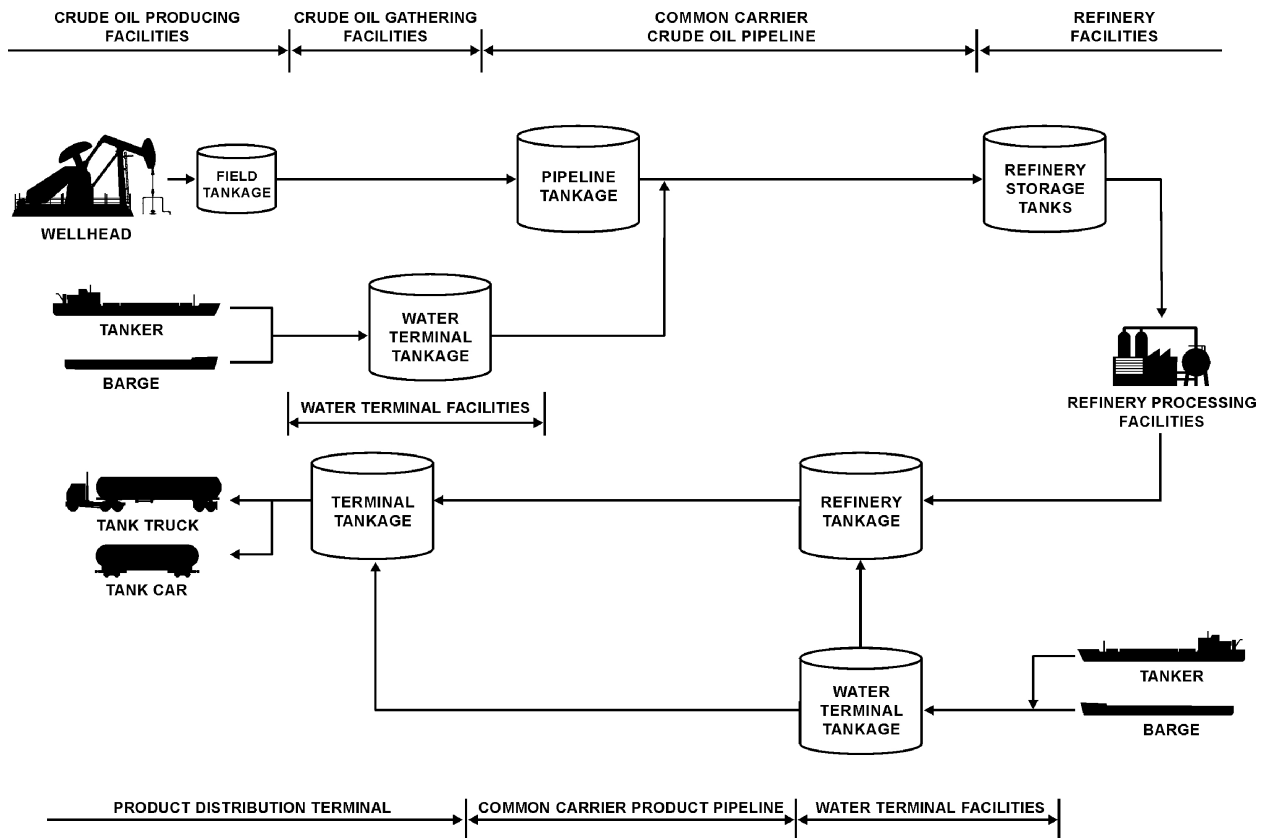 CRUDE OIL PRODUCING
FACILITIES
CRUDE OIL GATHERING
FACILITIES
COMMON CARRIER
CRUDE OIL PIPELINE
REFINERY
FACILITIES
WELLHEAD
FIELD
TANKAGE
PIPELINE
TANKAGE
REFINERY
STORAGE
TANKS
TANKER
BARGE
WATER
TERMINAL
TANKAGE
WATER TERMINAL FACILITIES
REFINERY PROCESSING
FACILITIES
TANK TRUCK
TANK CAR
TERMINAL
TANKAGE
REFINERY
TANKAGE
WATER
TERMINAL
TANKAGE
TANKER
BARGE
PRODUCT DISTRIBUTION TERMINAL
COMMON CARRIER PRODUCT PIPELINE
WATER TERMINAL FACILITIES